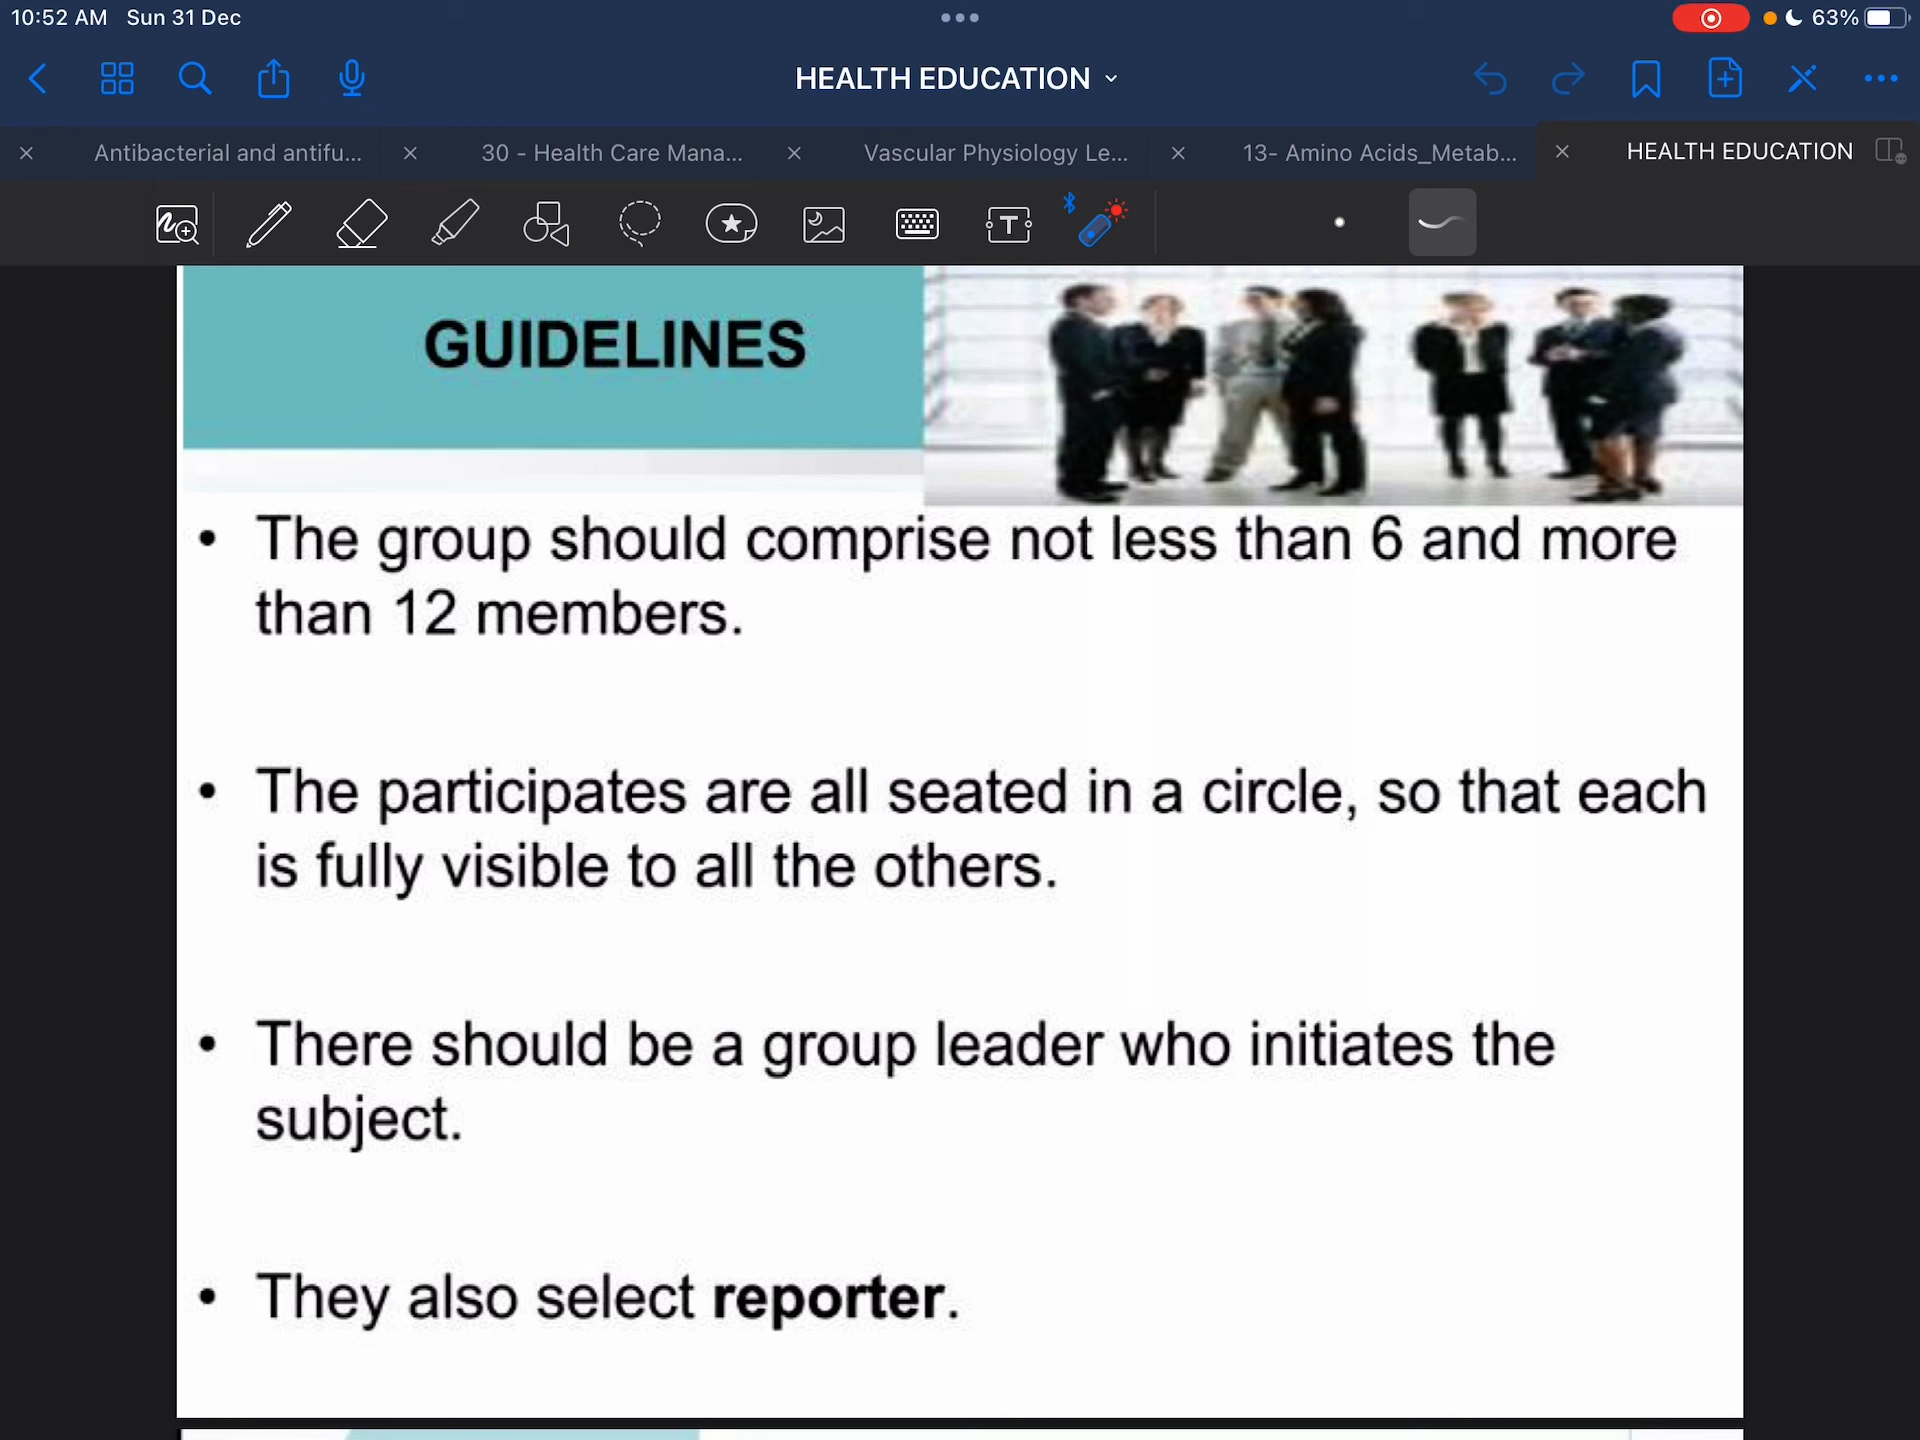 10:52 AM Sun 31 Dec
63%
HEALTH EDUCATION
Antibacterial and antifu...
30 - Health Care Mana...
Vascular Physiology Le...
13- Amino Acids_Metab...
HEALTH EDUCATION
T
GUIDELINES
• The group should comprise not less than 6 and more
than 12 members.
• The participates are all seated in a circle, so that each
is fully visible to all the others.
• There should be a group leader who initiates the
subject.
• They also select reporter.